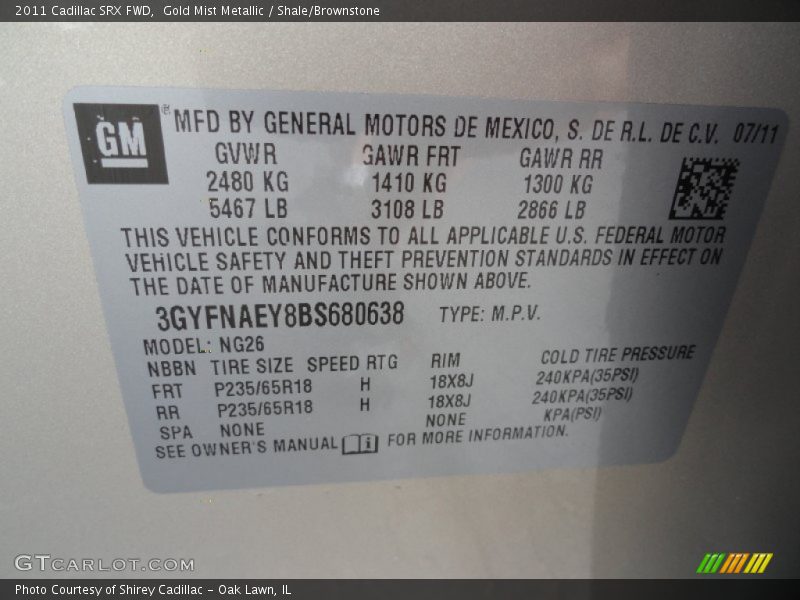 2011 Cadillac SRX FWD,  Gold Mist Metallic / Shale/Brownstone
GM® MFD BY GENERAL MOTORS DE MEXICO, S. DE R.L. DE C.V. 07/11
GVWR GAWR FRT GAWR RR
2480 KG 1410 KG 1300 KG
5467 LB 3108 LB 2866 LB
THIS VEHICLE CONFORMS TO ALL APPLICABLE U.S. FEDERAL MOTOR
VEHICLE SAFETY AND THEFT PREVENTION STANDARDS IN EFFECT ON
THE DATE OF MANUFACTURE SHOWN ABOVE.
3GYFNAEY8BS680638 TYPE: M.P.V.
MODEL: NG26
NBBN TIRE SIZE SPEED RTG RIM COLD TIRE PRESSURE
FRT P235/65R18 H 18X8J 240KPA(35PSI)
RR P235/65R18 H 18X8J 240KPA(35PSI)
SPA NONE NONE KPA(PSI)
SEE OWNER'S MANUAL FOR MORE INFORMATION.
GTCARLOT.COM
Photo Courtesy of Shirey Cadillac - Oak Lawn, IL